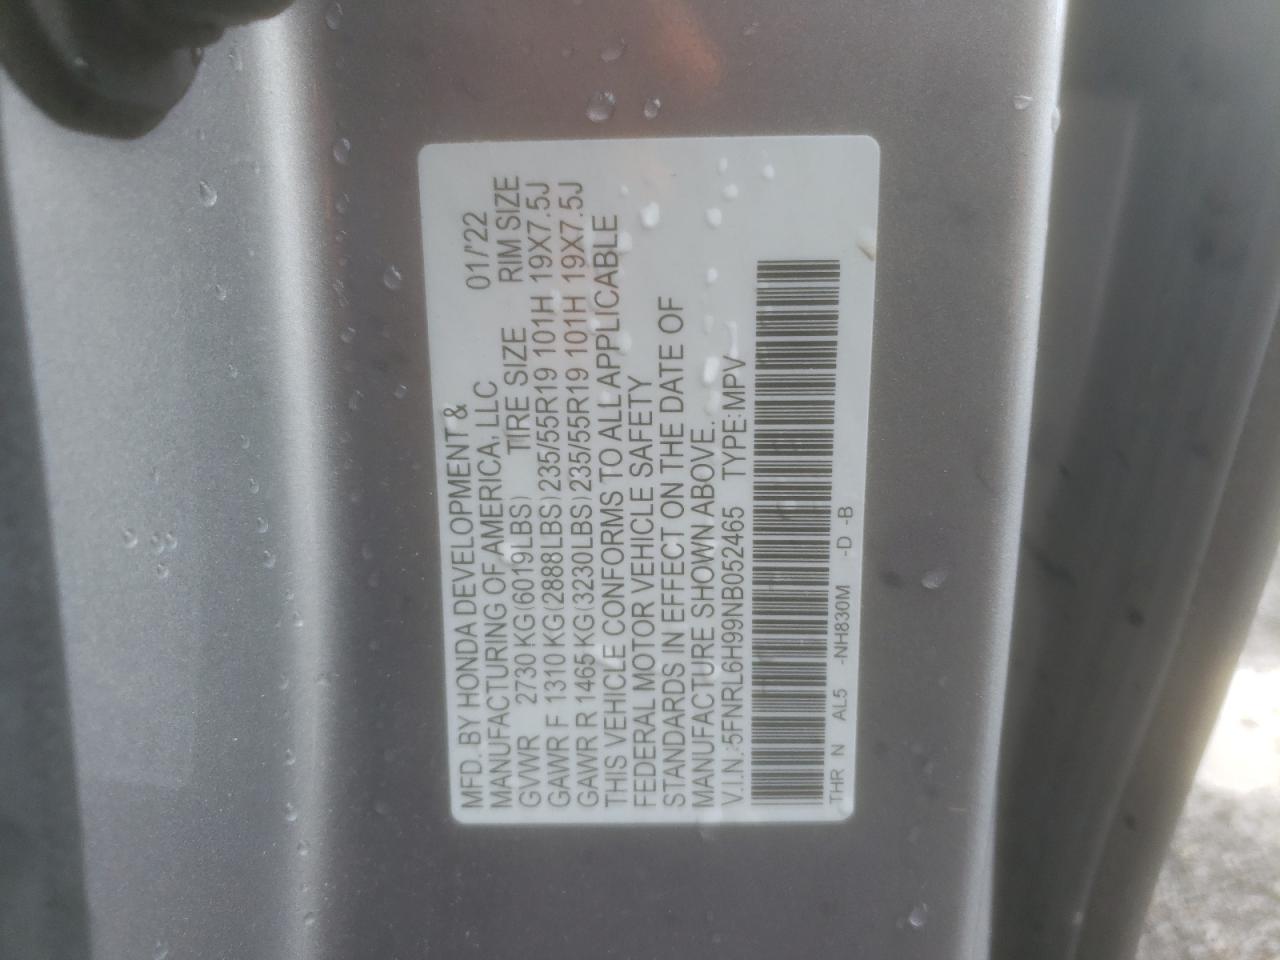 MFD. BY HONDA DEVELOPMENT &
MANUFACTURING OF AMERICA, LLC 01/'22
GVWR 2730 KG(6019LBS) TIRE SIZE RIM SIZE
GAWR F 1310 KG(2888LBS)235/55R19 101H 19X7.5J
GAWR R 1465 KG(3230LBS)235/55R19 101H 19X7.5J
THIS VEHICLE CONFORMS TO ALL APPLICABLE
FEDERAL MOTOR VEHICLE SAFETY
STANDARDS IN EFFECT ON THE DATE OF
MANUFACTURE SHOWN ABOVE.
V.I.N.:5FNRL6H99NB052465 TYPE:MPV
THR N AL5 -NH830M -D -B